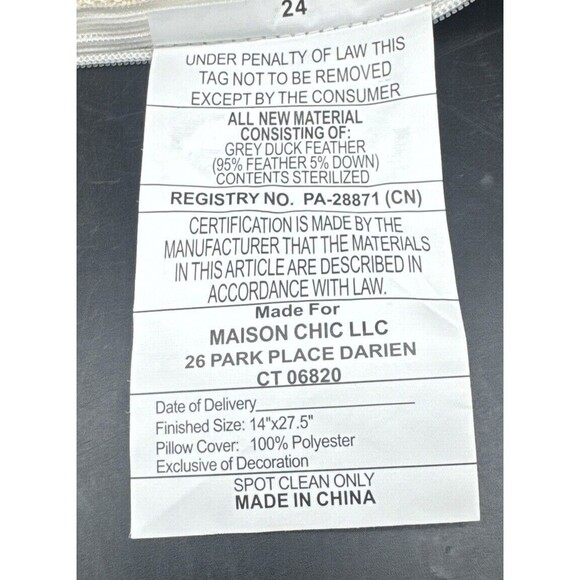 24
UNDER PENALTY OF LAW THIS
TAG NOT TO BE REMOVED
EXCEPT BY THE CONSUMER
ALL NEW MATERIAL
CONSISTING OF:
GREY DUCK FEATHER
(95% FEATHER 5% DOWN)
CONTENTS STERILIZED
REGISTRY NO. PA-28871 (CN)
CERTIFICATION IS MADE BY THE
MANUFACTURER THAT THE MATERIALS
IN THIS ARTICLE ARE DESCRIBED IN
ACCORDANCE WITH LAW.
Made For
MAISON CHIC LLC
26 PARK PLACE DARIEN
CT 06820
Date of Delivery
Finished Size: 14"x27.5"
Pillow Cover: 100% Polyester
Exclusive of Decoration
SPOT CLEAN ONLY
MADE IN CHINA